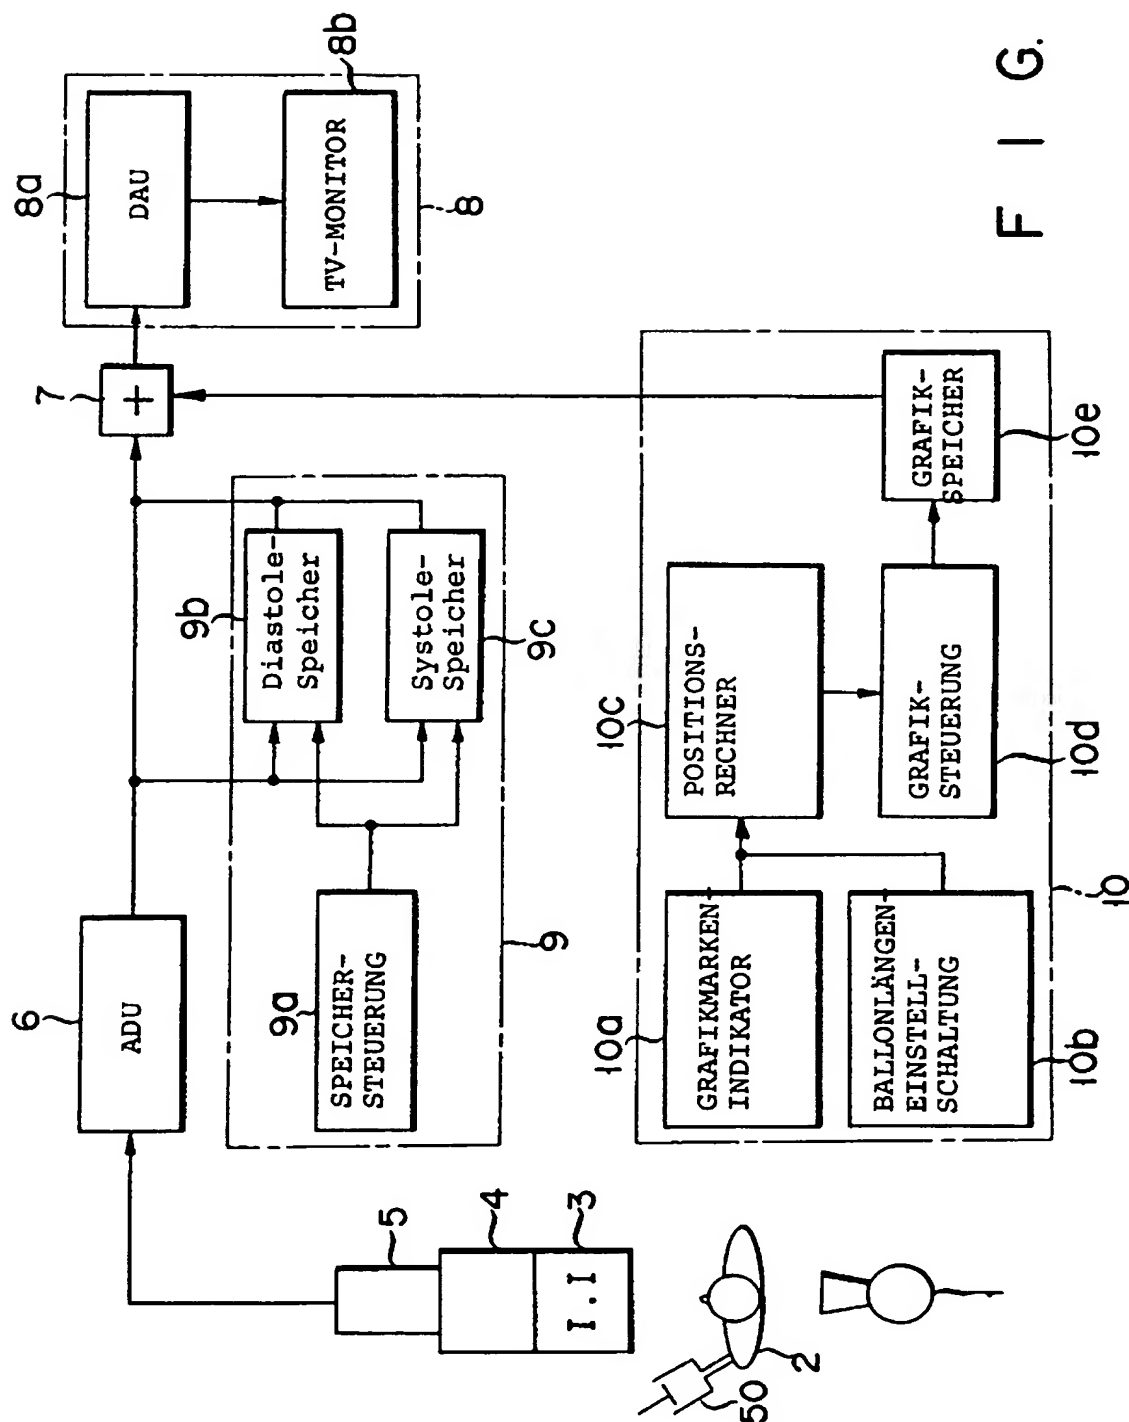 6
ADU
7
+
8a
DAU
TV-MONITOR
8b
8
9a
SPEICHER-
STEUERUNG
9b
Diastole-
Speicher
Systole-
Speicher
9c
9
5
4
3
I.I
2
50
10a
GRAFIKMARKEN-
INDIKATOR
BALLONLÄNGEN-
EINSTELL-
SCHALTUNG
10b
10c
POSITIONS-
RECHNER
GRAFIK-
STEUERUNG
10d
GRAFIK-
SPEICHER
10e
10
F I G.